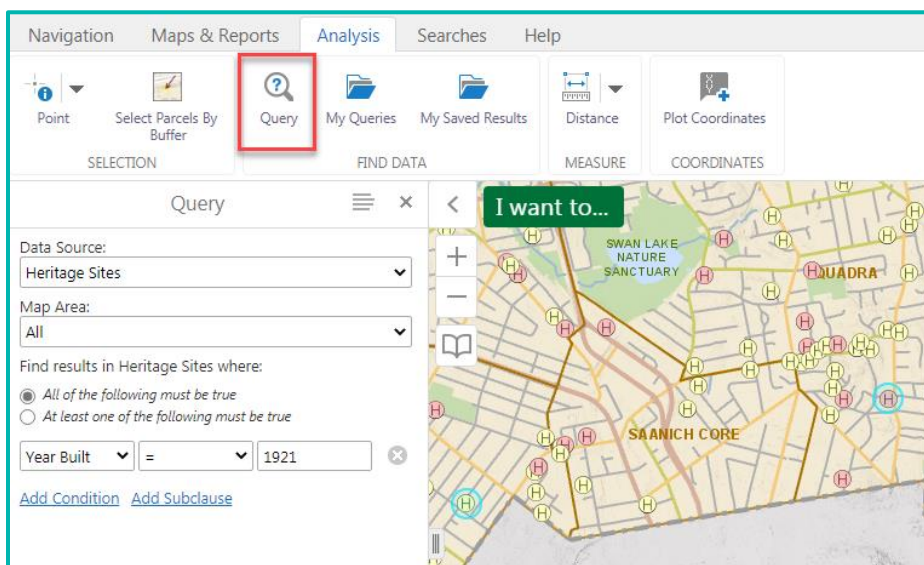 Navigation Maps & Reports Analysis Searches Help
Point Select Parcels By Buffer Query My Queries My Saved Results Distance Plot Coordinates
SELECTION FIND DATA MEASURE COORDINATES
Query
I want to...
Data Source:
Heritage Sites
Map Area:
All
Find results in Heritage Sites where:
All of the following must be true
At least one of the following must be true
Year Built = 1921
Add Condition Add Subclause
SWAN LAKE
NATURE
SANCTUARY
QUADRA
SAANICH CORE